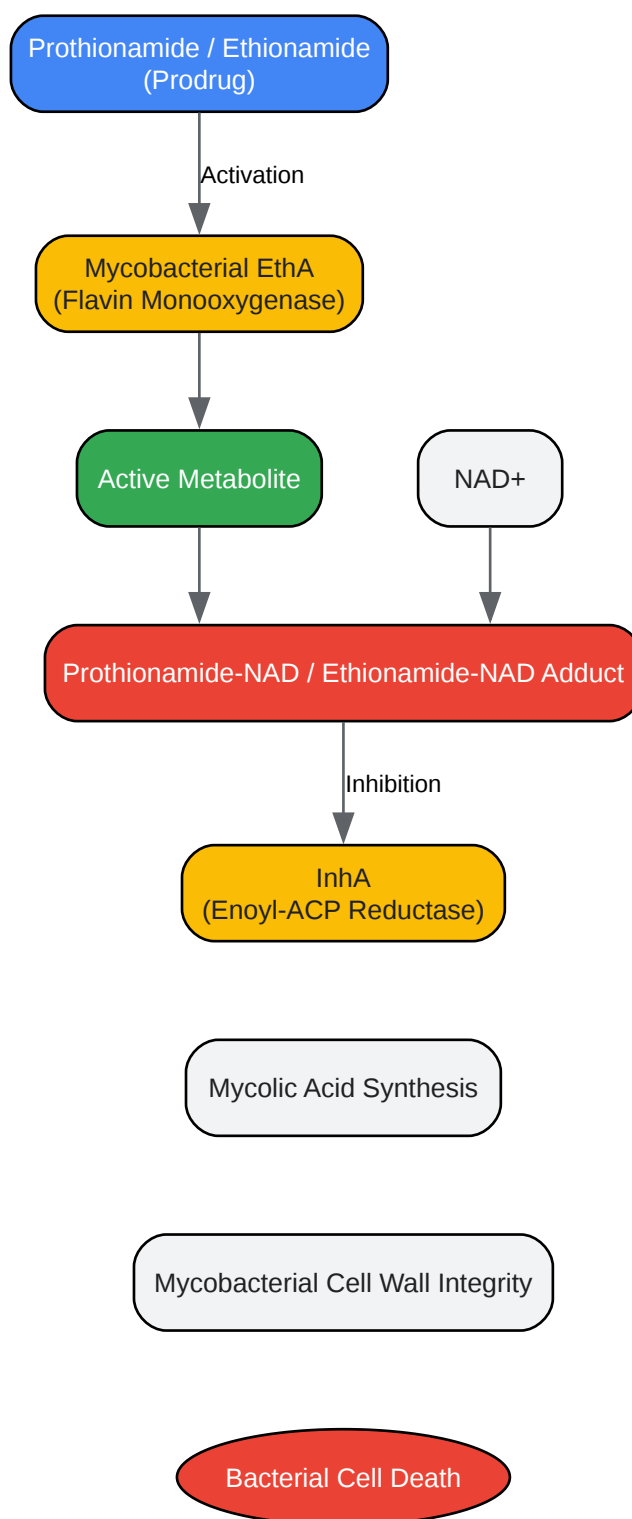 Prothionamide / Ethionamide
(Prodrug)
Activation
Mycobacterial EthA
(Flavin Monooxygenase)
Active Metabolite
NAD+
Prothionamide-NAD / Ethionamide-NAD Adduct
Inhibition
InhA
(Enoyl-ACP Reductase)
Mycolic Acid Synthesis
Mycobacterial Cell Wall Integrity
Bacterial Cell Death